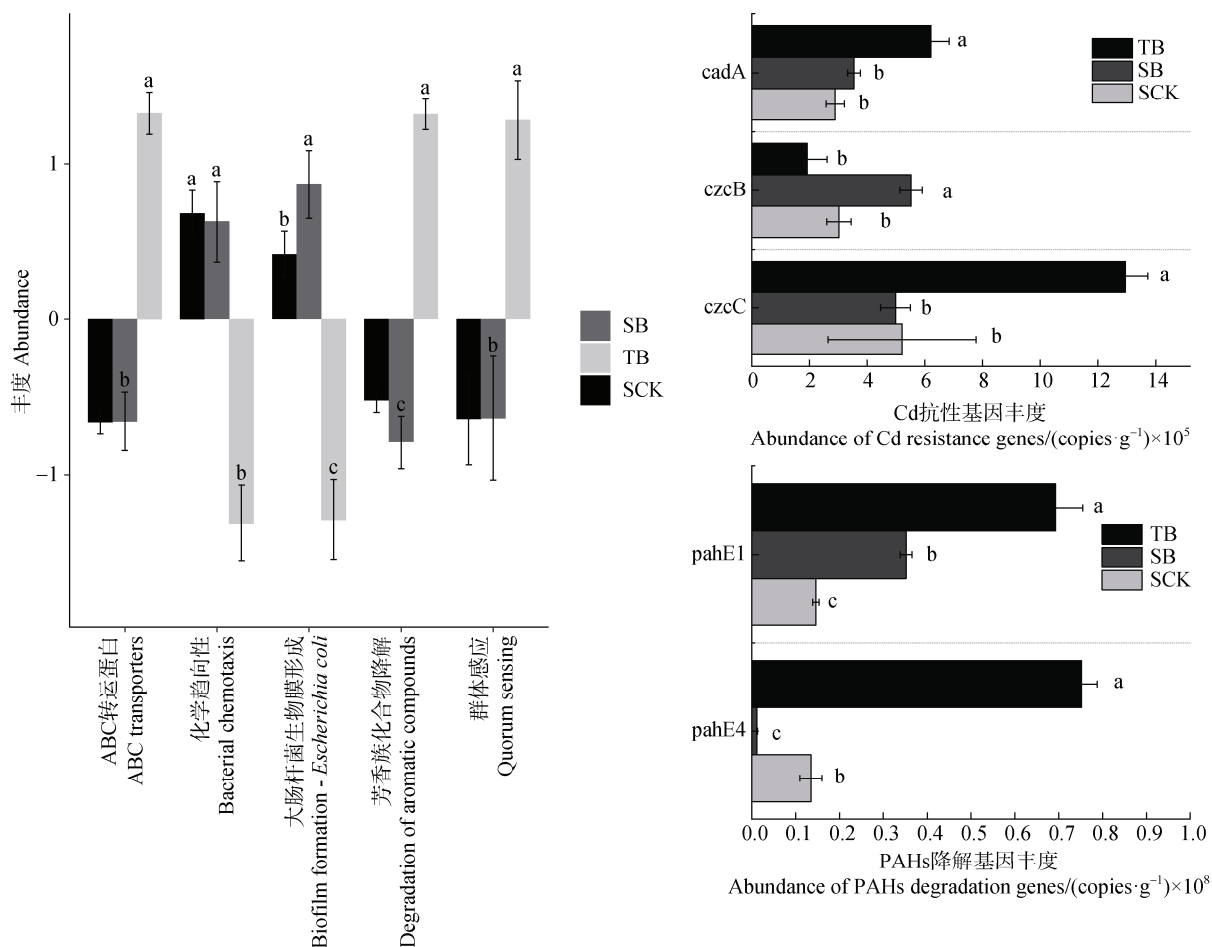 丰度 Abundance
1
0
−1
a
a
a
a
a
a
b
b
b
c
c
b
b
SB
TB
SCK
ABC转运蛋白
ABC transporters
化学趋向性
Bacterial chemotaxis
大肠杆菌生物膜形成
Biofilm formation - Escherichia coli
芳香族化合物降解
Degradation of aromatic compounds
群体感应
Quorum sensing
cadA
a
b
b
czcB
b
a
b
czcC
a
b
b
TB
SB
SCK
0 2 4 6 8 10 12 14
Cd抗性基因丰度
Abundance of Cd resistance genes/(copies·g⁻¹)×10⁵
pahE1
a
b
c
pahE4
a
c
b
TB
SB
SCK
0.0 0.1 0.2 0.3 0.4 0.5 0.6 0.7 0.8 0.9 1.0
PAHs降解基因丰度
Abundance of PAHs degradation genes/(copies·g⁻¹)×10⁸